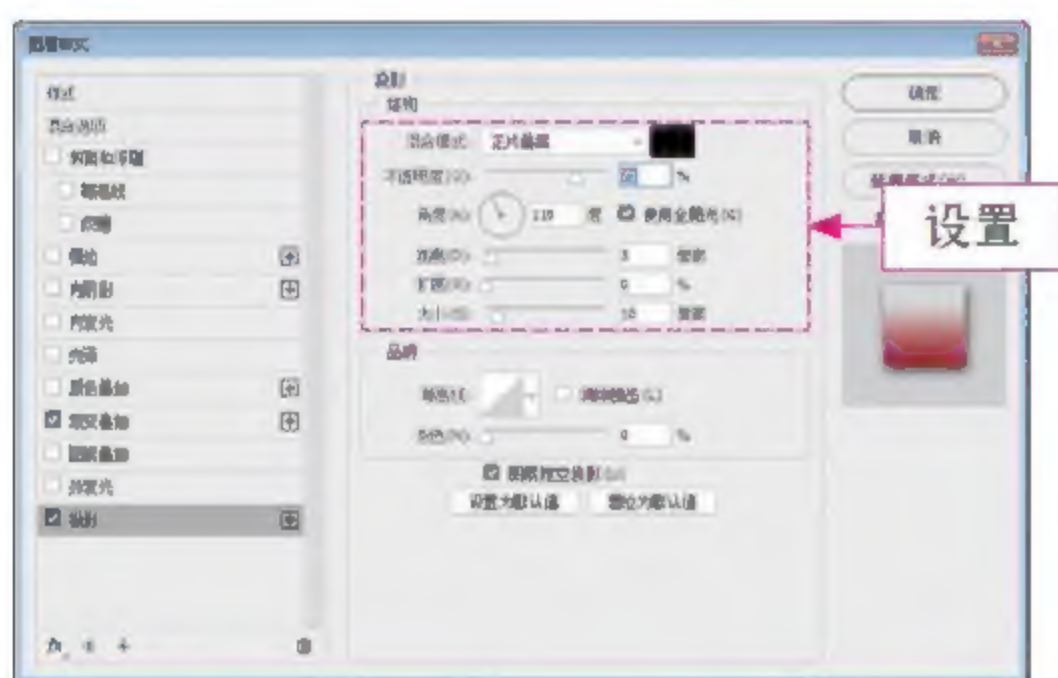 图层样式
样式
混合选项
斜面和浮雕
等高线
纹理
描边
内阴影
内发光
光泽
颜色叠加
渐变叠加
图案叠加
外发光
投影
投影
结构
混合模式: 正片叠底
不透明度(O): %
角度(A): 度 使用全局光(G)
距离(D): 3 像素
扩展(R): 0 %
大小(S): 10 像素
品质
等高线: 消除锯齿(L)
杂色(N): 0 %
图层挖空投影(U)
设置为默认值 复位为默认值
确定
取消
设置